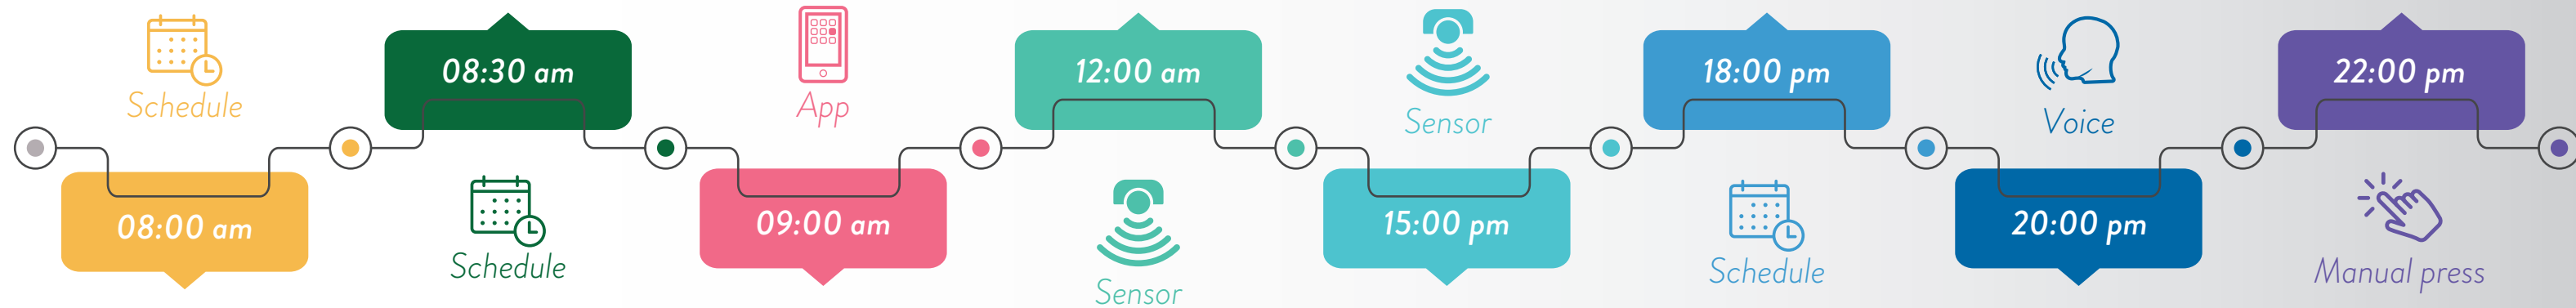 Schedule
08:00 am
08:30 am
Schedule
App
09:00 am
12:00 am
Sensor
Sensor
15:00 pm
18:00 pm
Schedule
Voice
20:00 pm
22:00 pm
Manual press